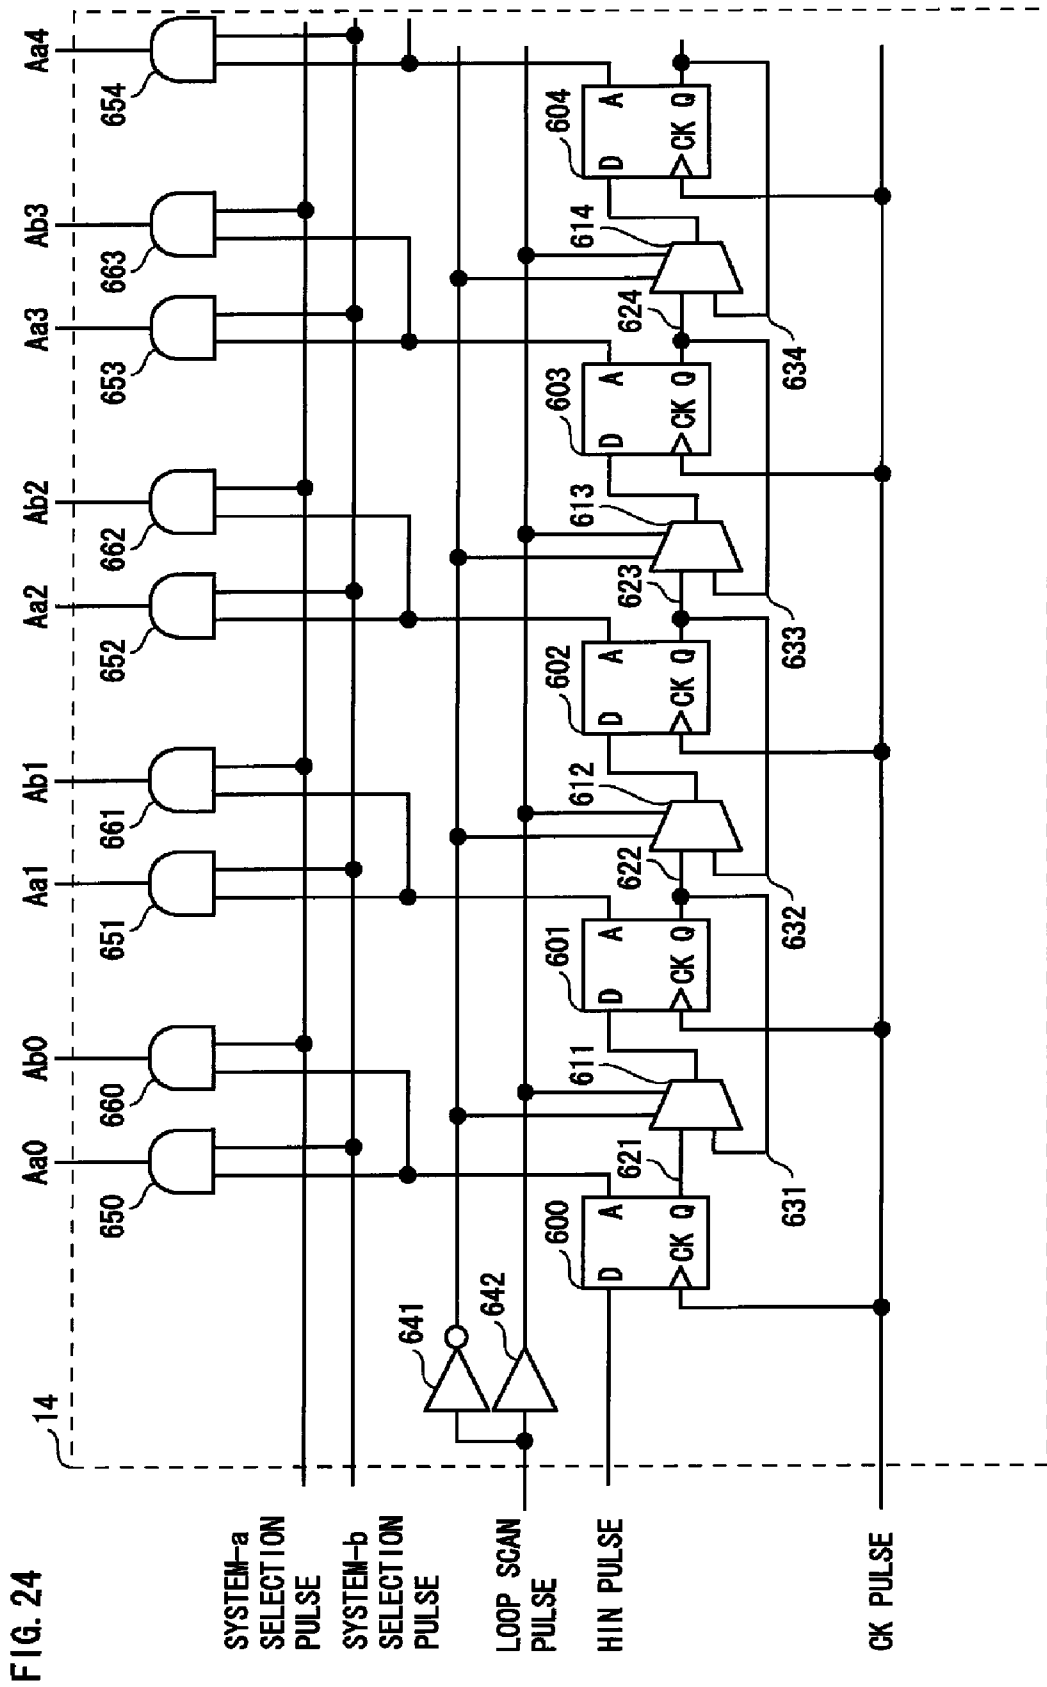 FIG. 24
14
Aa0
Ab0
Aa1
Ab1
Aa2
Ab2
Aa3
Ab3
Aa4
650
660
651
661
652
662
653
663
654
SYSTEM-a
SELECTION
PULSE
SYSTEM-b
SELECTION
PULSE
641
642
LOOP SCAN
PULSE
HIN PULSE
600
D
A
CK
Q
621
611
631
601
D
A
CK
Q
622
612
632
602
D
A
CK
Q
623
613
633
603
D
A
CK
Q
624
614
634
604
D
A
CK
Q
CK PULSE